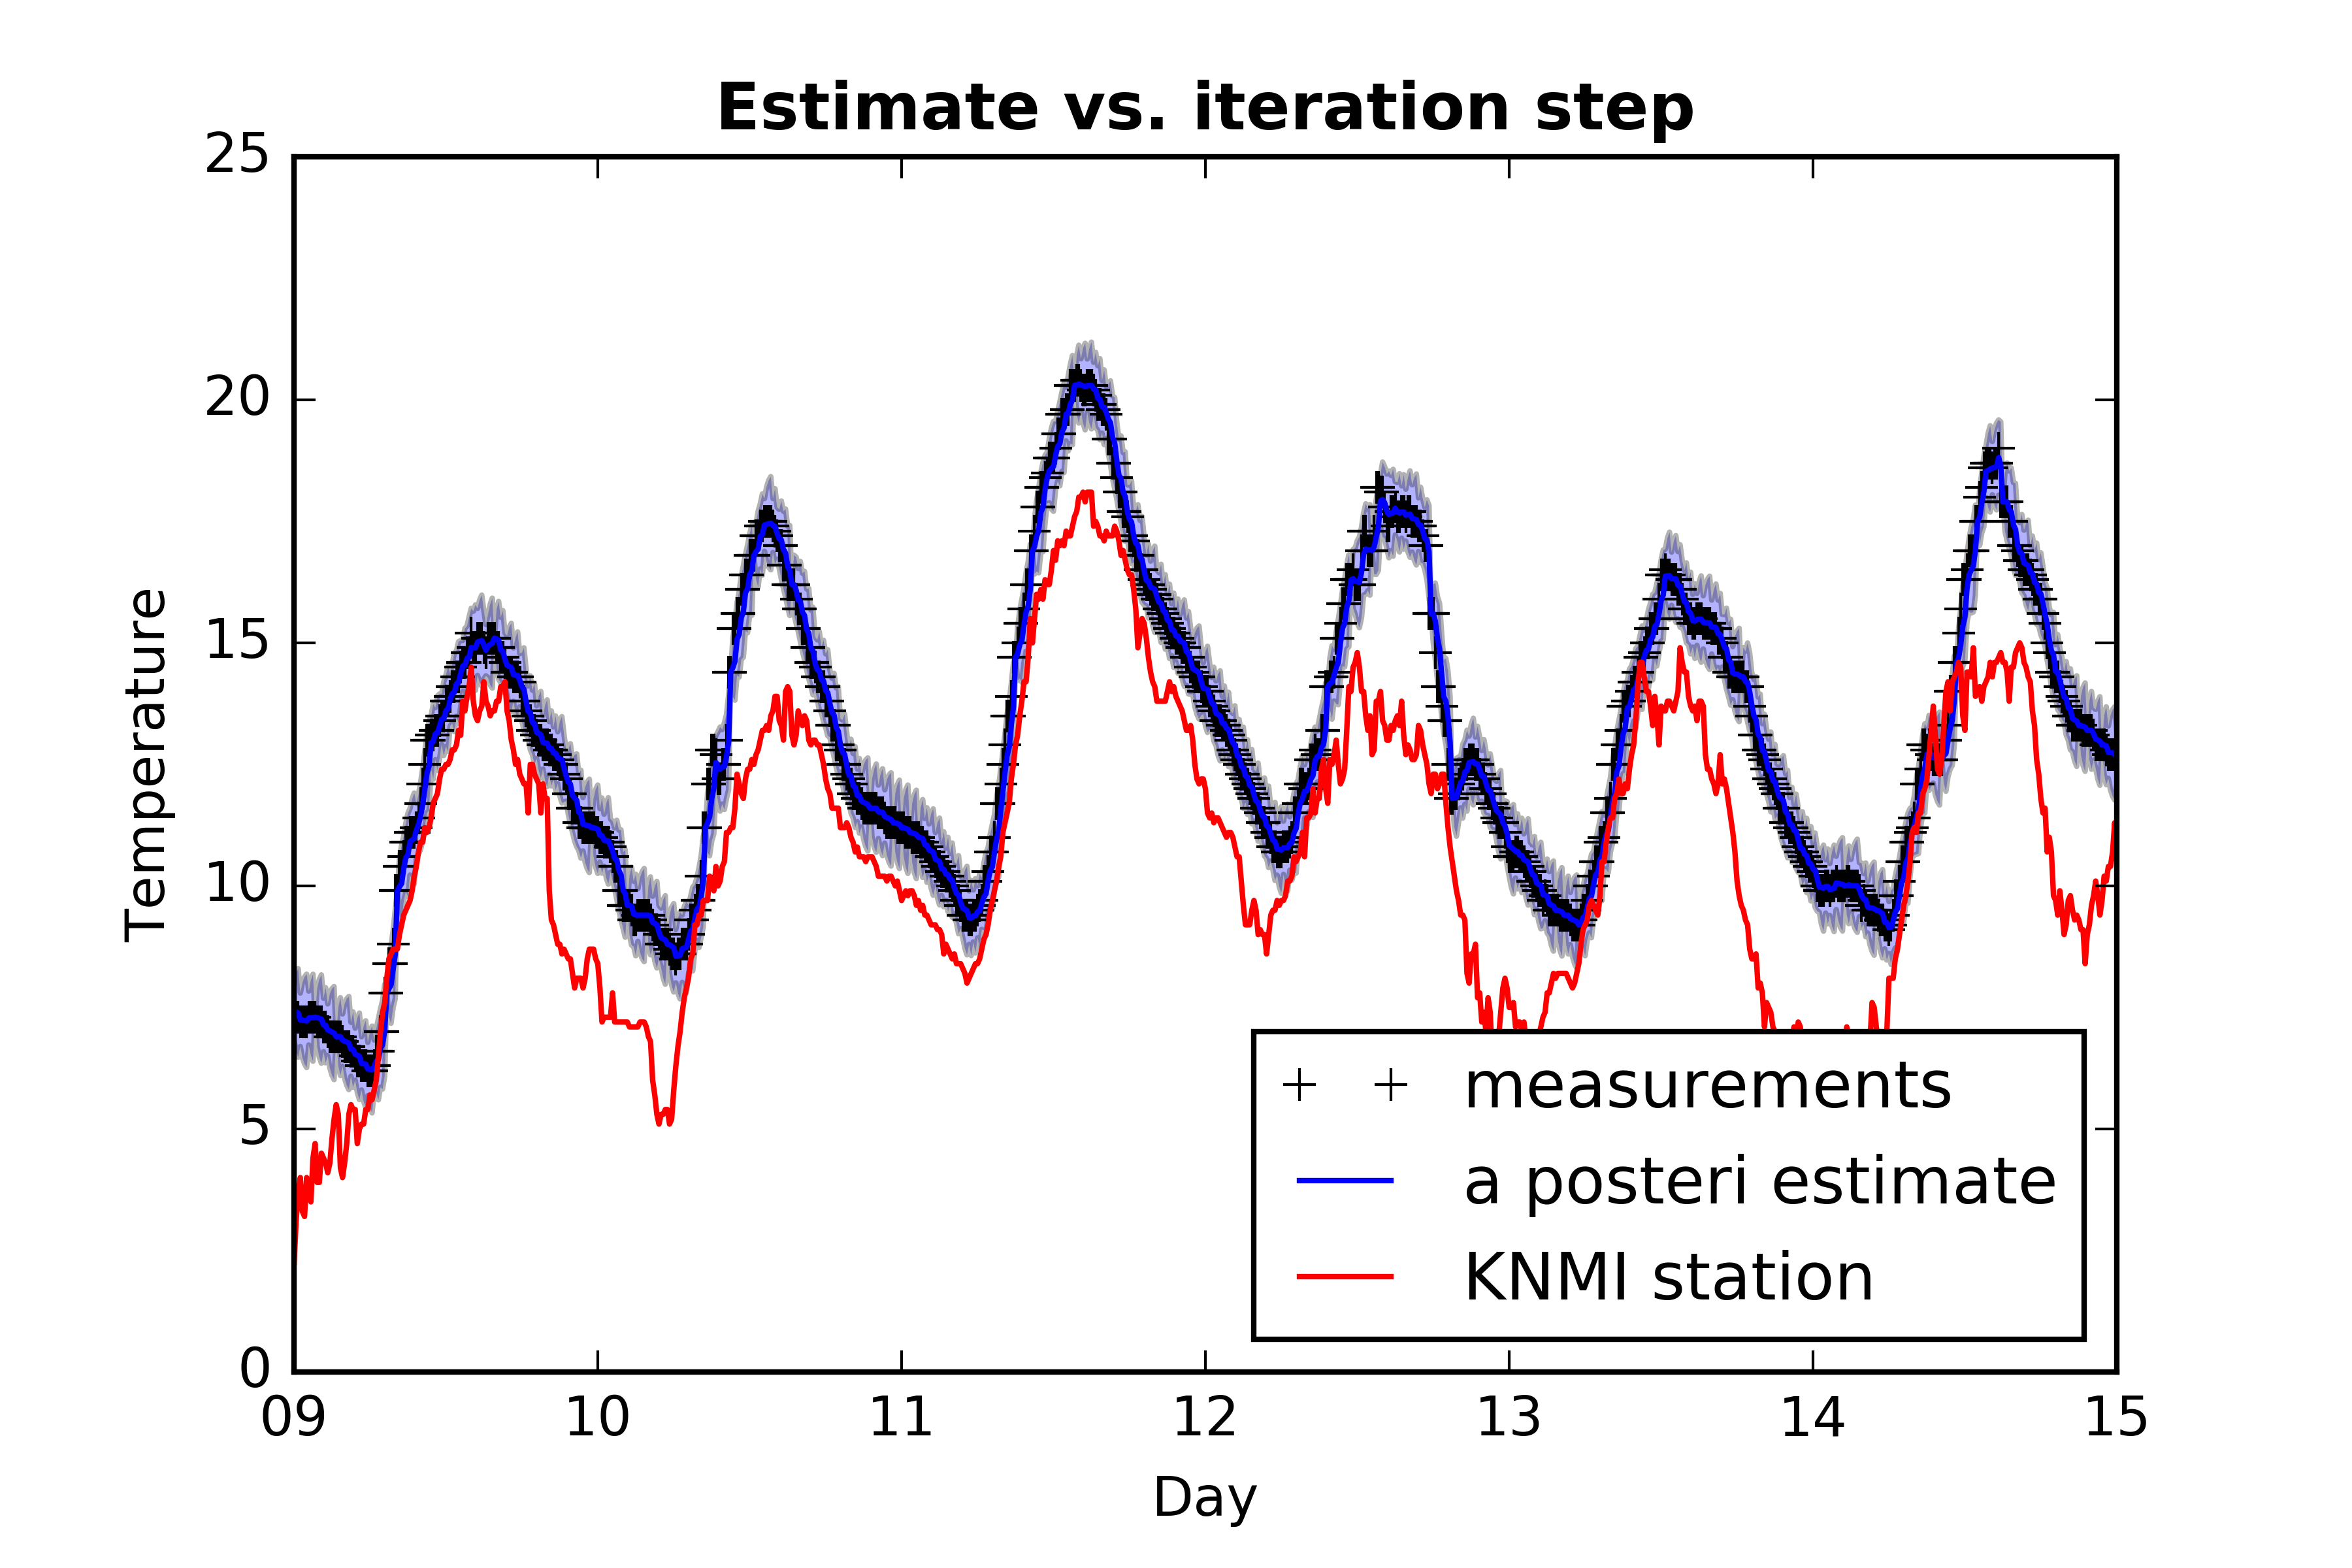 Estimate vs. iteration step
25
20
15
10
5
0
Temperature
09 10 11 12 13 14 15
Day
measurements
a posteri estimate
KNMI station